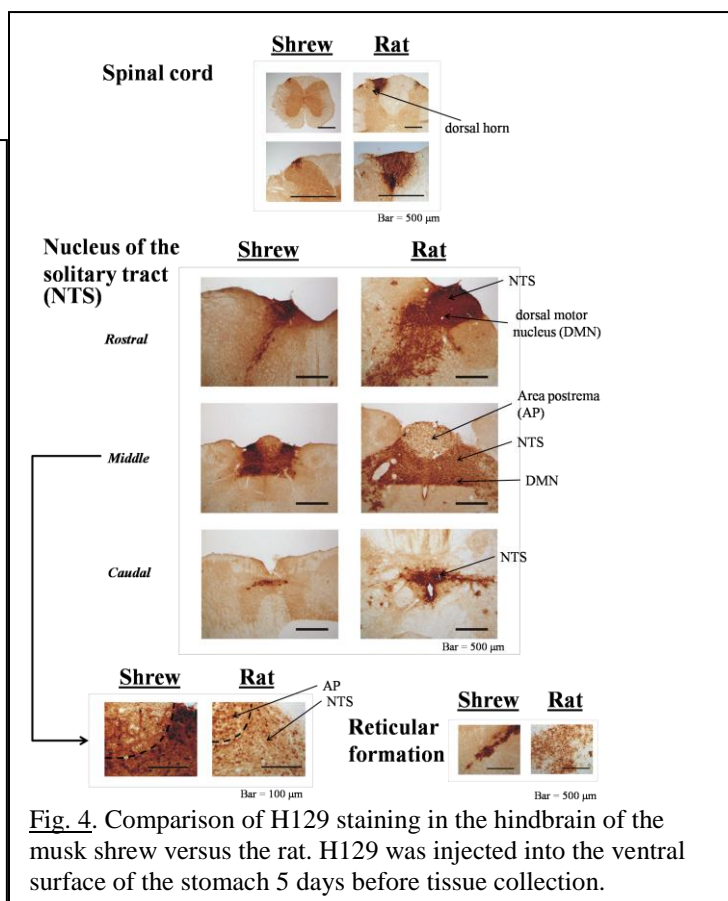 Shrew Rat
Spinal cord
dorsal horn
Bar = 500 µm
Nucleus of the
solitary tract
(NTS)
Shrew Rat
Rostral
NTS
dorsal motor
nucleus (DMN)
Middle
Area postrema
(AP)
NTS
DMN
Caudal
NTS
Bar = 500 µm
Shrew Rat
AP
NTS
Bar = 100 µm
Reticular
formation
Shrew Rat
Bar = 500 µm
Fig. 4. Comparison of H129 staining in the hindbrain of the
musk shrew versus the rat. H129 was injected into the ventral
surface of the stomach 5 days before tissue collection.